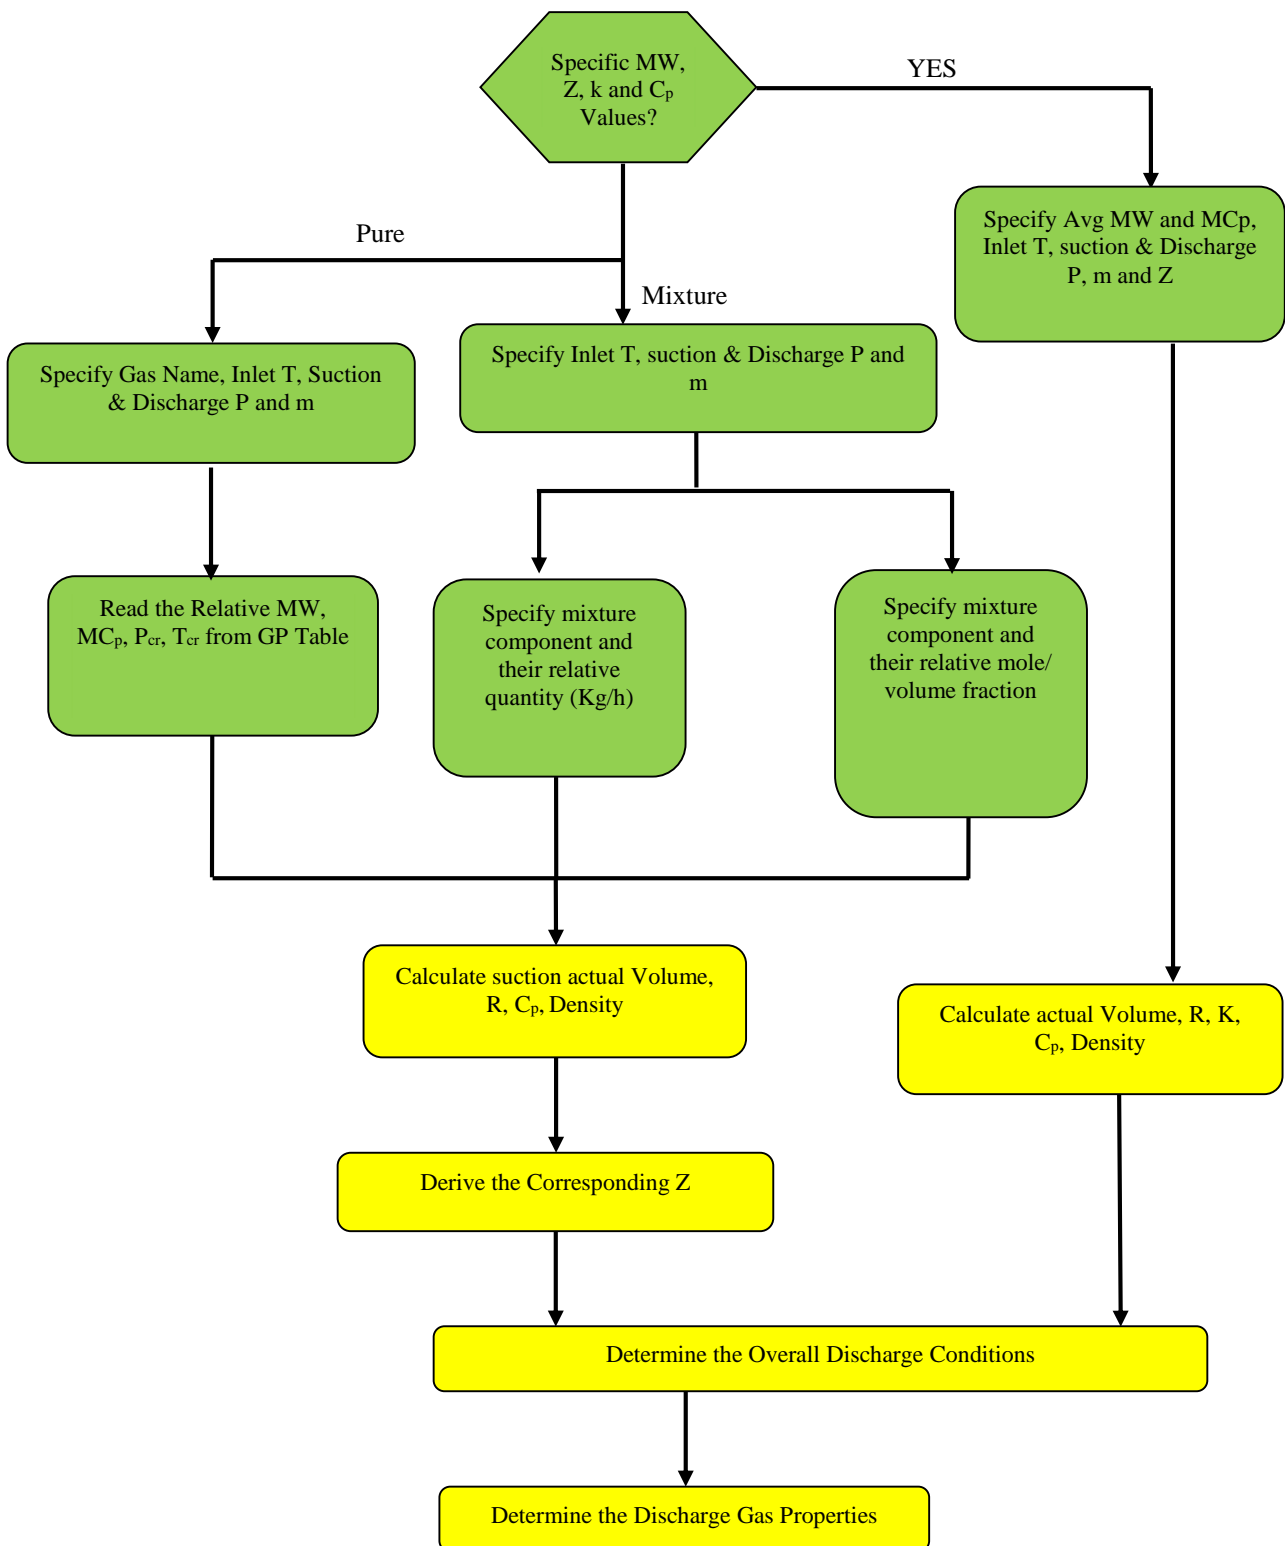 Specific MW,
Z, k and Cp
Values?
YES
Specify Avg MW and MCp,
Inlet T, suction & Discharge
P, m and Z
Pure
Mixture
Specify Gas Name, Inlet T, Suction
& Discharge P and m
Specify Inlet T, suction & Discharge P and
m
Read the Relative MW,
MCp, Pcr, Tcr from GP Table
Specify mixture
component and
their relative
quantity (Kg/h)
Specify mixture
component and
their relative mole/
volume fraction
Calculate suction actual Volume,
R, Cp, Density
Calculate actual Volume, R, K,
Cp, Density
Derive the Corresponding Z
Determine the Overall Discharge Conditions
Determine the Discharge Gas Properties